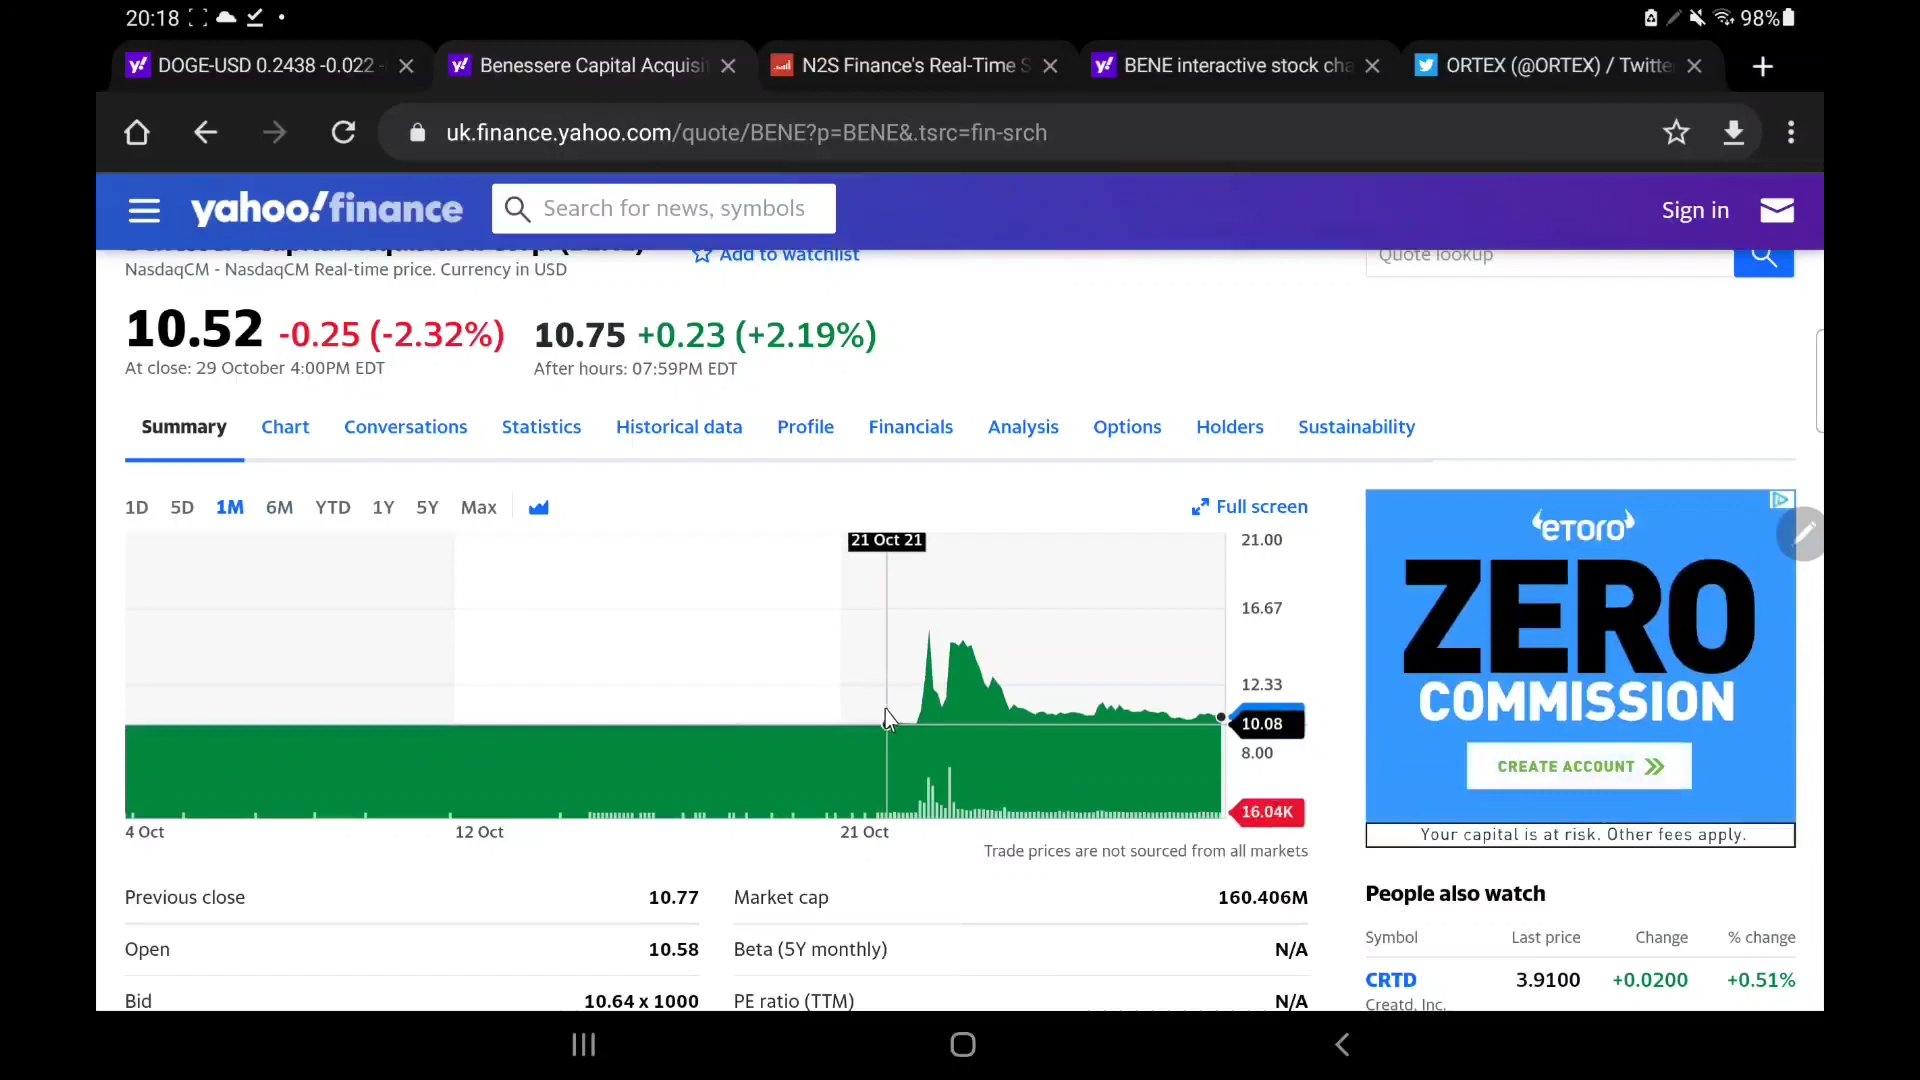 20:18
98%
DOGE-USD 0.2438 -0.022 -
Benessere Capital Acquisi
N2S Finance's Real-Time S
BENE interactive stock cha
ORTEX (@ORTEX) / Twitte
uk.finance.yahoo.com/quote/BENE?p=BENE&.tsrc=fin-srch
yahoo!finance
Search for news, symbols
Sign in
Add to watchlist
Quote lookup
NasdaqCM - NasdaqCM Real-time price. Currency in USD
10.52 -0.25 (-2.32%) 10.75 +0.23 (+2.19%)
At close: 29 October 4:00PM EDT
After hours: 07:59PM EDT
Summary Chart Conversations Statistics Historical data Profile Financials Analysis Options Holders Sustainability
1D 5D 1M 6M YTD 1Y 5Y Max
Full screen
21 Oct 21
21.00
16.67
12.33
10.08
8.00
16.04K
4 Oct 12 Oct 21 Oct
Trade prices are not sourced from all markets
Previous close 10.77
Market cap 160.406M
Open 10.58
Beta (5Y monthly) N/A
Bid 10.64 x 1000
PE ratio (TTM) N/A
eTORO
ZERO
COMMISSION
CREATE ACCOUNT
Your capital is at risk. Other fees apply.
People also watch
Symbol Last price Change % change
CRTD 3.9100 +0.0200 +0.51%
Creatd, Inc.